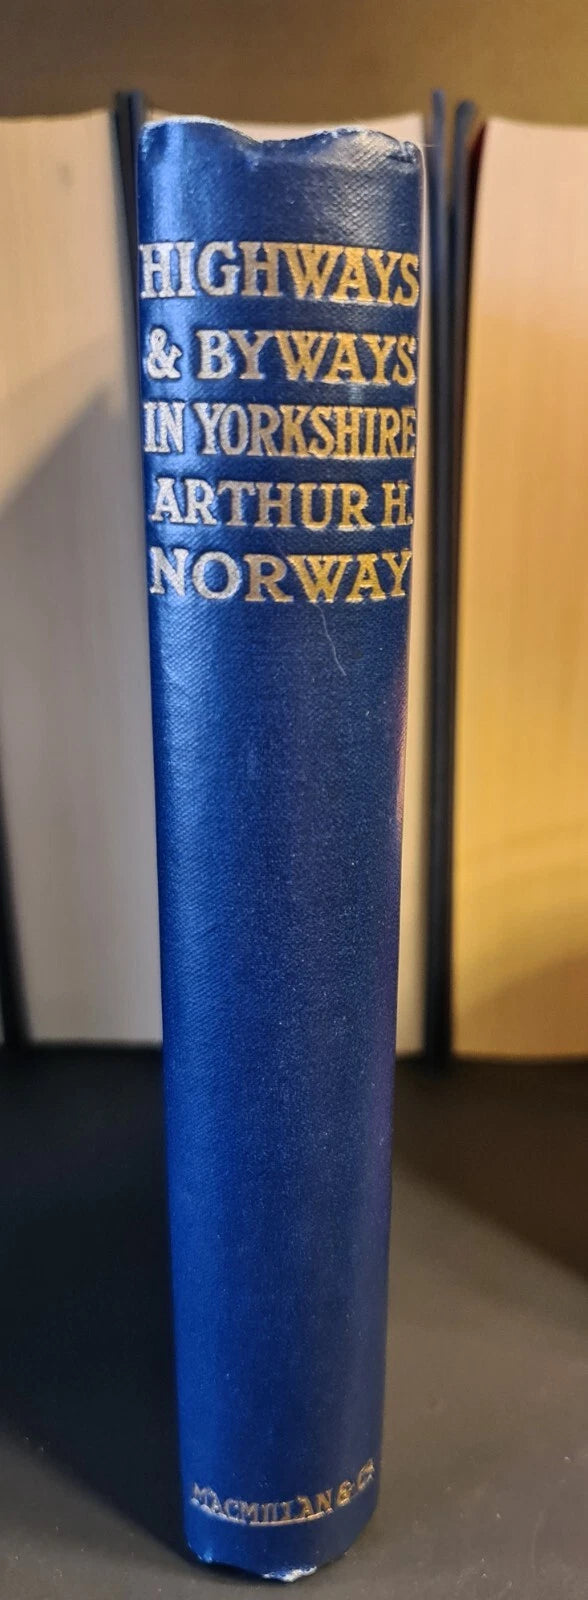 HIGHWAYS
& BYWAYS
IN YORKSHIRE
ARTHUR H.
NORWAY
MACMILLAN & Co.